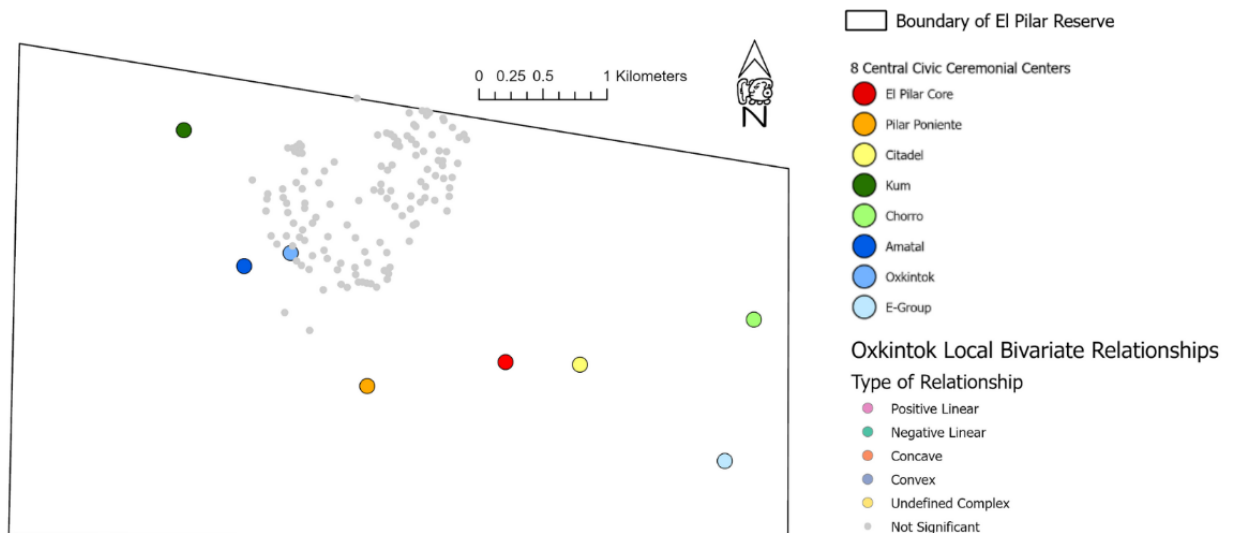 Boundary of El Pilar Reserve
0 0.25 0.5 1 Kilometers
N
8 Central Civic Ceremonial Centers
El Pilar Core
Pilar Poniente
Citadel
Kum
Chorro
Amatal
Oxkintok
E-Group
Oxkintok Local Bivariate Relationships
Type of Relationship
Positive Linear
Negative Linear
Concave
Convex
Undefined Complex
Not Significant